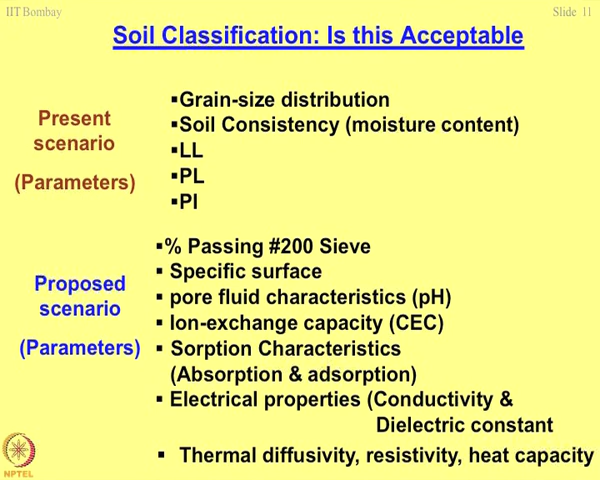 IIT Bombay
Slide 11
Soil Classification: Is this Acceptable
Present
scenario
(Parameters)
▪Grain-size distribution
▪Soil Consistency (moisture content)
▪LL
▪PL
▪PI
Proposed
scenario
(Parameters)
▪% Passing #200 Sieve
▪ Specific surface
▪ pore fluid characteristics (pH)
▪ Ion-exchange capacity (CEC)
▪ Sorption Characteristics
(Absorption & adsorption)
▪ Electrical properties (Conductivity &
Dielectric constant
▪ Thermal diffusivity, resistivity, heat capacity
NPTEL